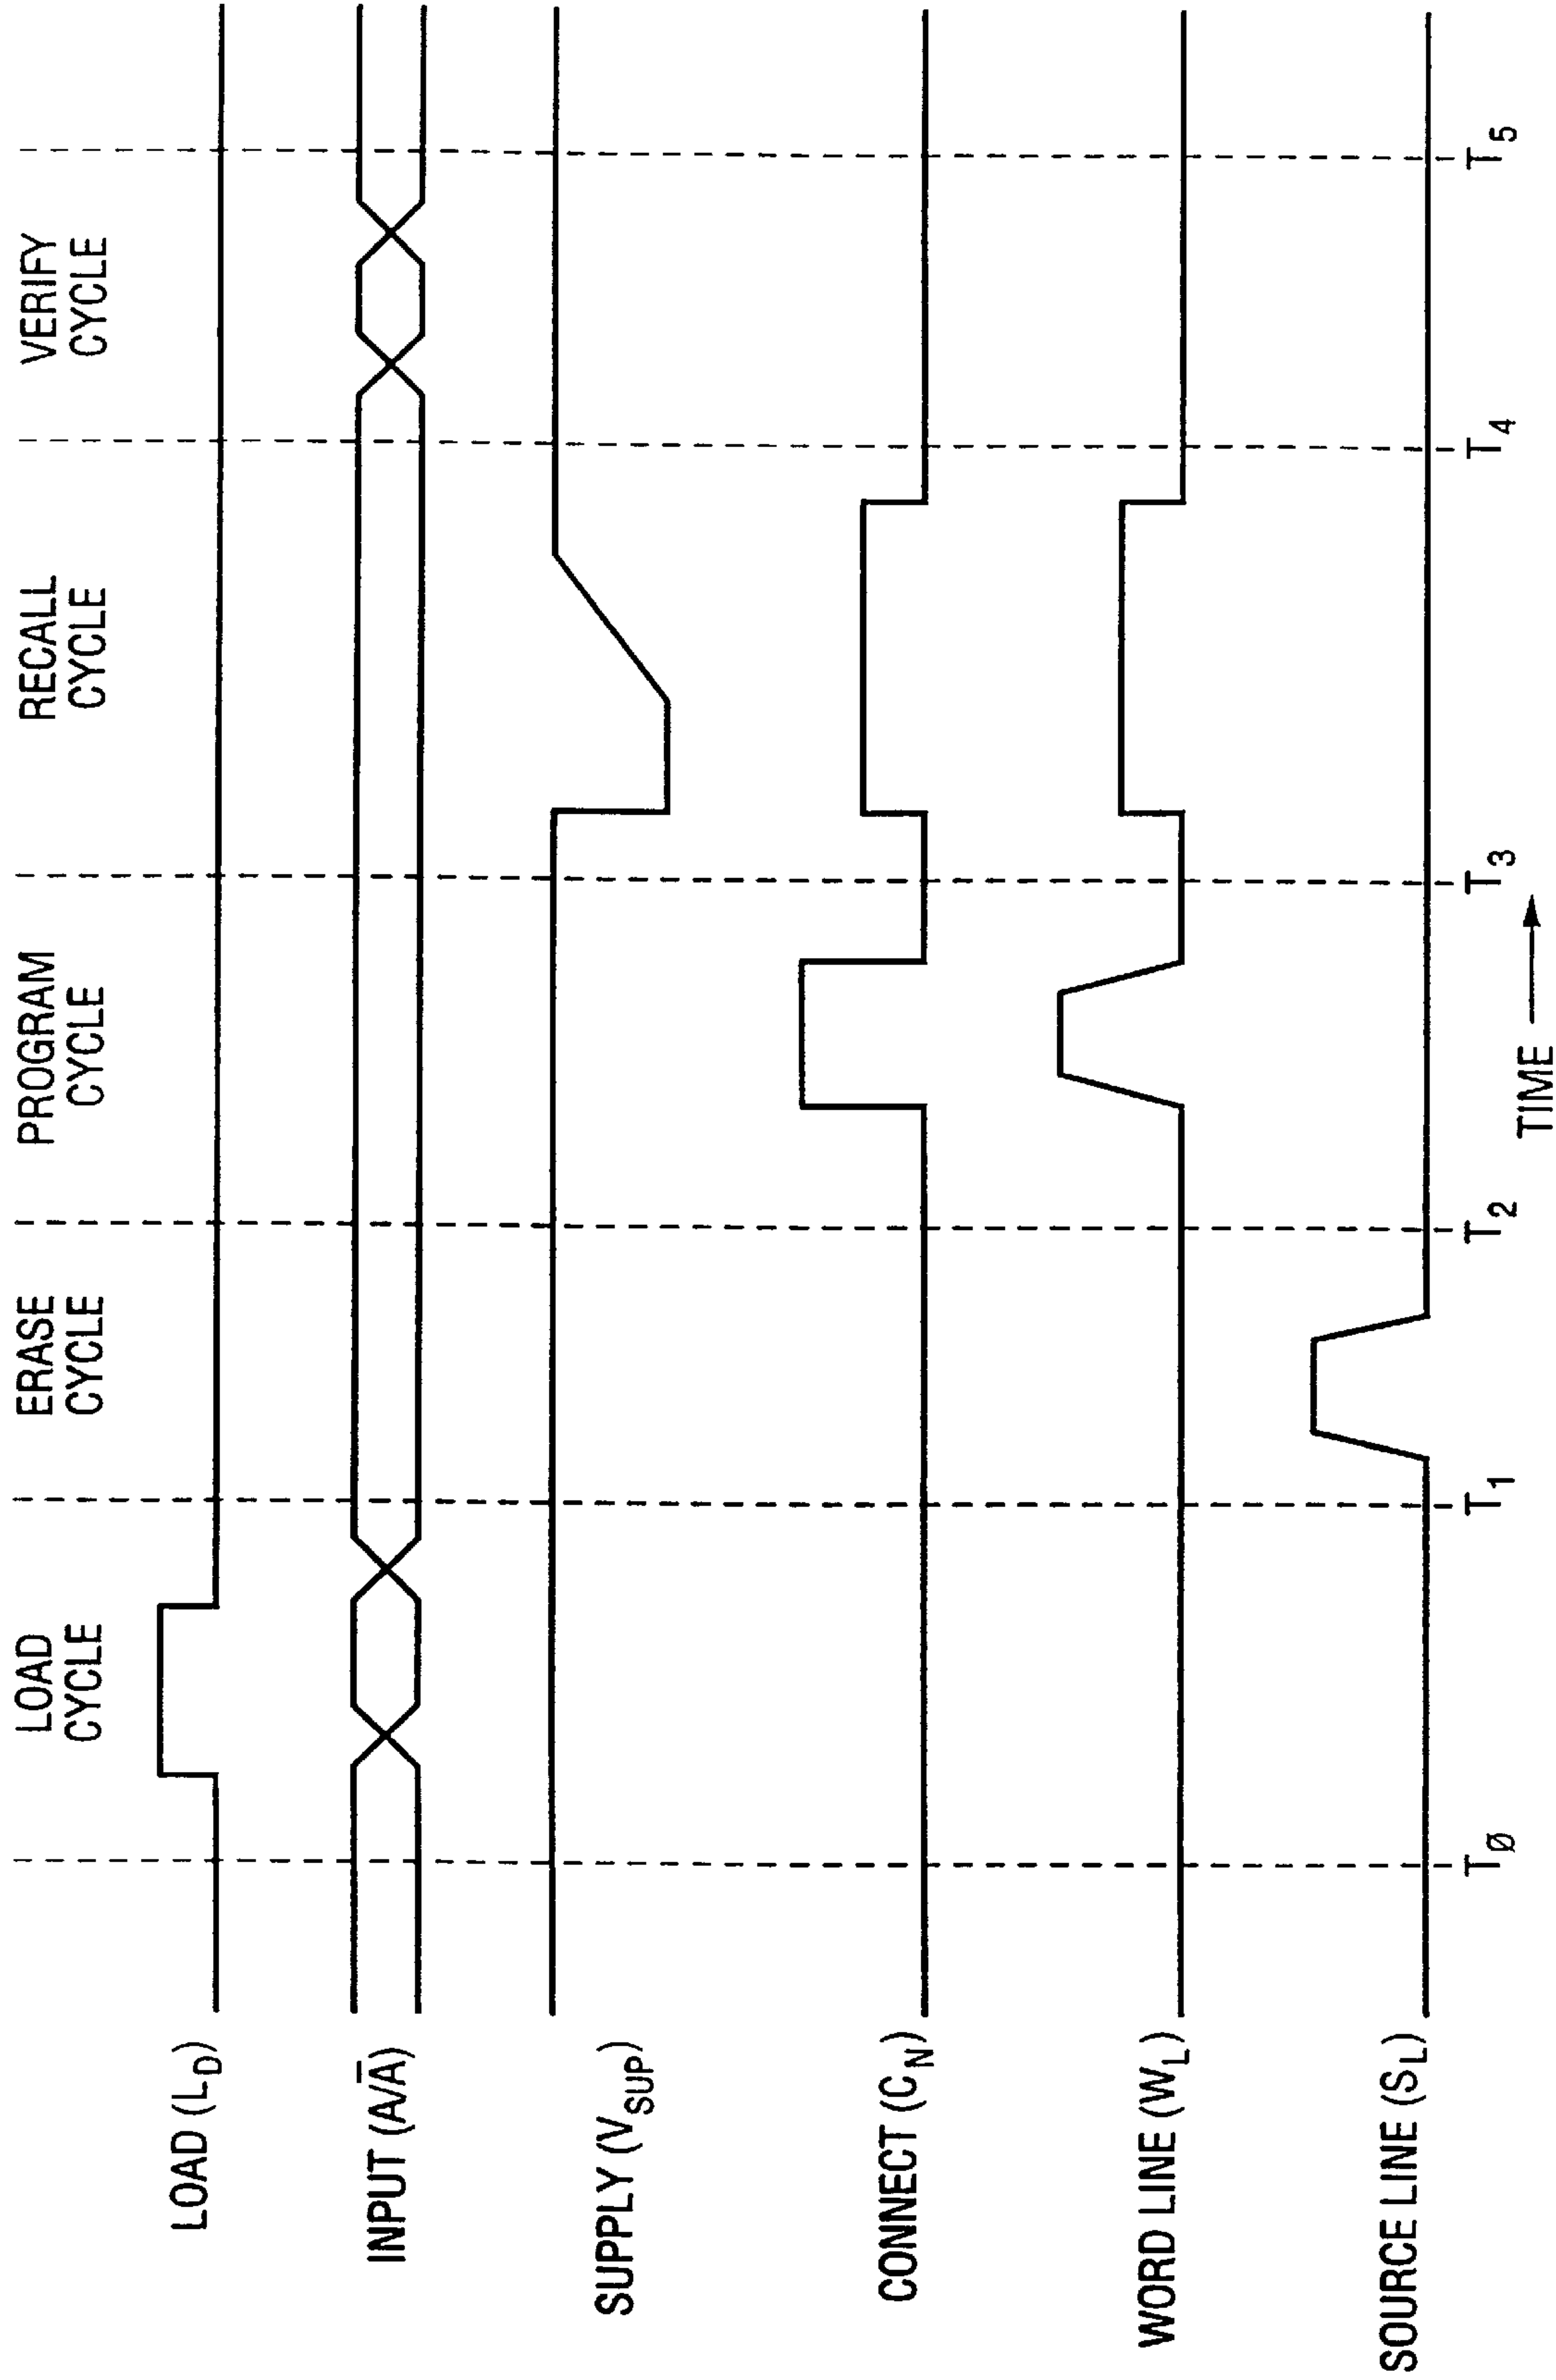 LOAD
CYCLE
ERASE
CYCLE
PROGRAM
CYCLE
RECALL
CYCLE
VERIFY
CYCLE
LOAD (L_D)
INPUT (A/A̅)
SUPPLY (V_SUP)
CONNECT (C_N)
WORD LINE (W_L)
SOURCE LINE (S_L)
T_Ø T_1 T_2 T_3 T_4 T_5
TIME →